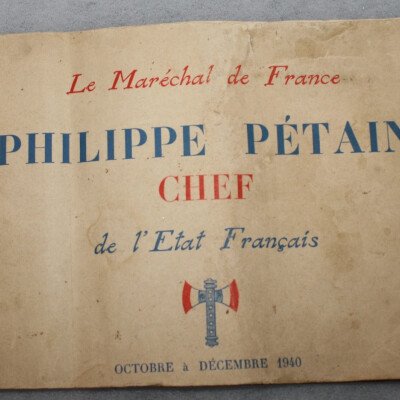 Le Maréchal de France
PHILIPPE PÉTAIN
CHEF
de l'Etat Français
OCTOBRE à DÉCEMBRE 1940